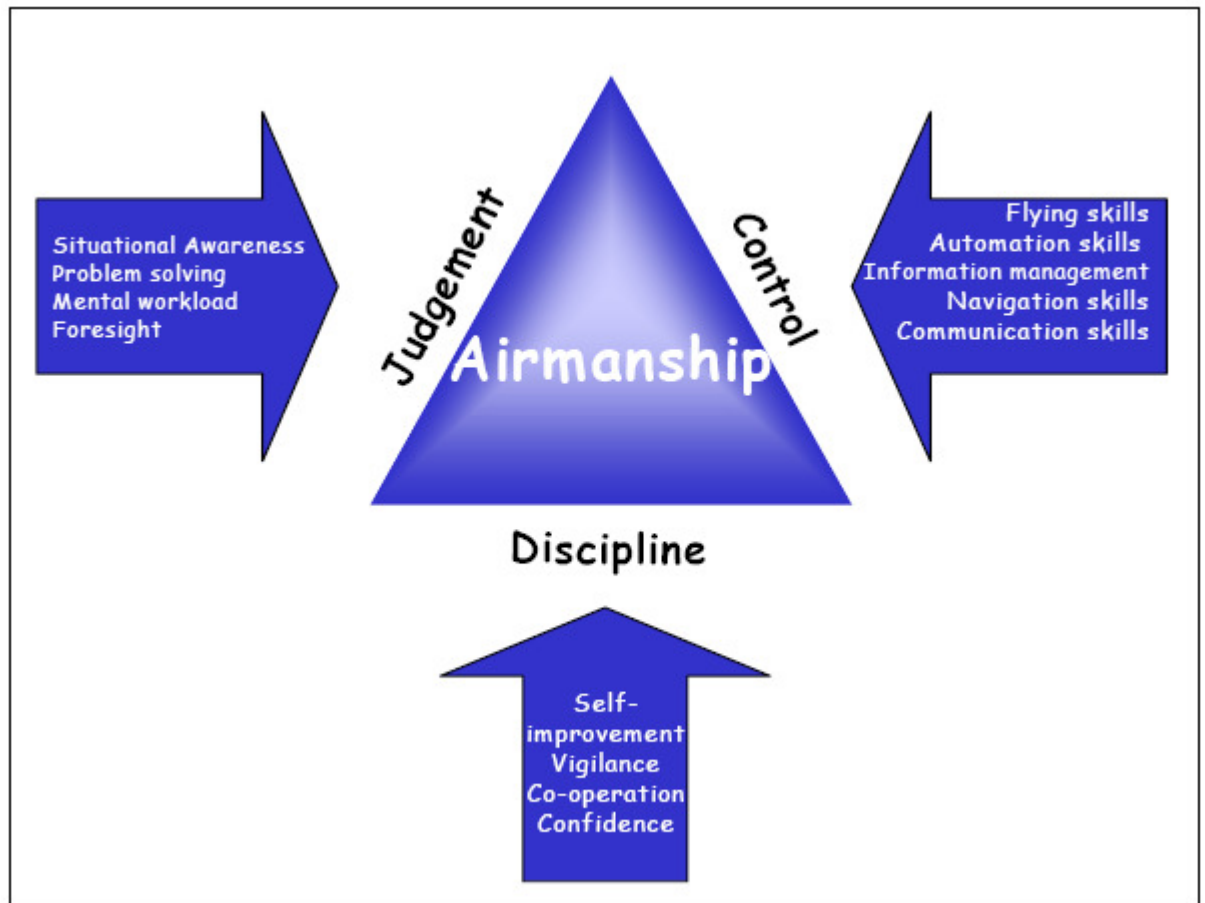 Situational Awareness
Problem solving
Mental workload
Foresight
Judgement
Airmanship
Control
Flying skills
Automation skills
Information management
Navigation skills
Communication skills
Discipline
Self-
improvement
Vigilance
Co-operation
Confidence